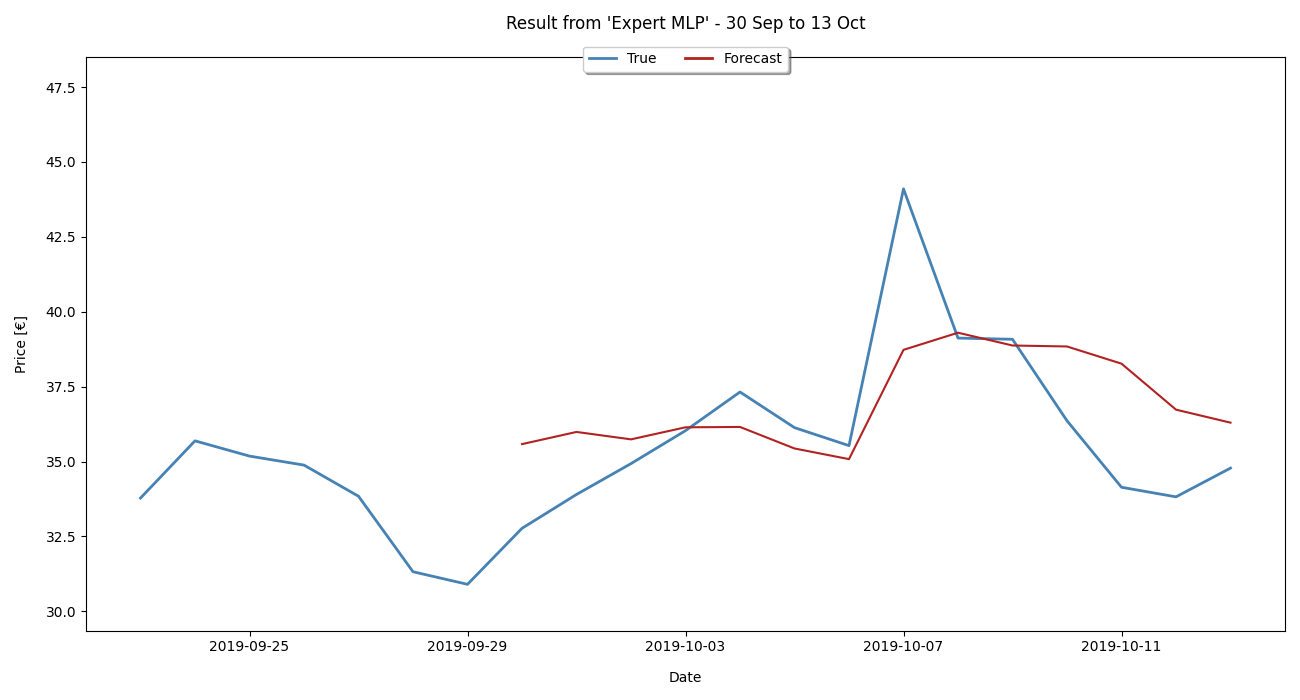 Result from 'Expert MLP' - 30 Sep to 13 Oct
True Forecast
47.5
45.0
42.5
40.0
37.5
35.0
32.5
30.0
Price [€]
2019-09-25 2019-09-29 2019-10-03 2019-10-07 2019-10-11
Date